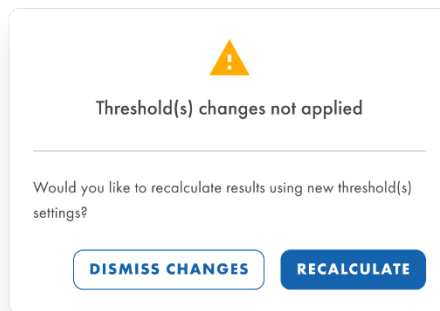 Threshold(s) changes not applied
Would you like to recalculate results using new threshold(s)
settings?
DISMISS CHANGES
RECALCULATE